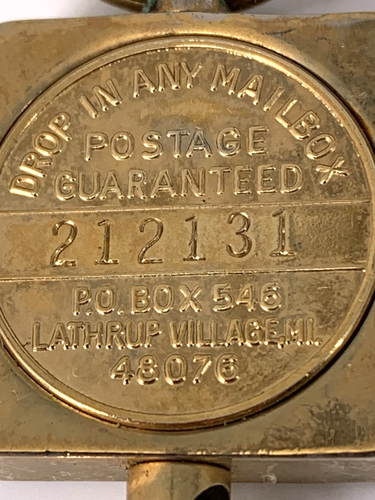 DROP IN ANY MAILBOX
POSTAGE
GUARANTEED
212131
P.O. BOX 546
LATHRUP VILLAGE, MI.
48076